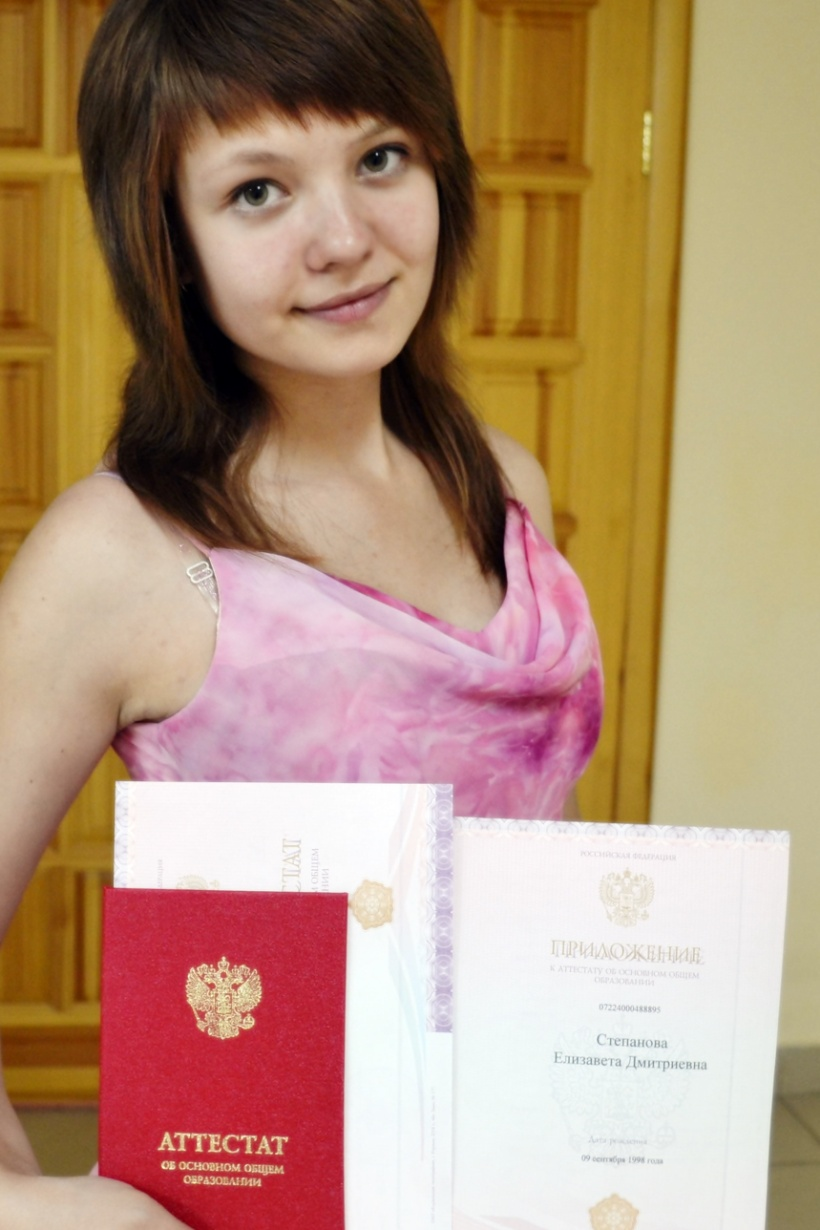 АТТЕСТАТ
ОБ ОСНОВНОМ ОБЩЕМ
ОБРАЗОВАНИИ
РОССИЙСКАЯ ФЕДЕРАЦИЯ
ПРИЛОЖЕНИЕ
К АТТЕСТАТУ ОБ ОСНОВНОМ ОБЩЕМ
ОБРАЗОВАНИИ
07224000488895
Степанова
Елизавета Дмитриевна
Дата рождения
09 сентября 1998 года